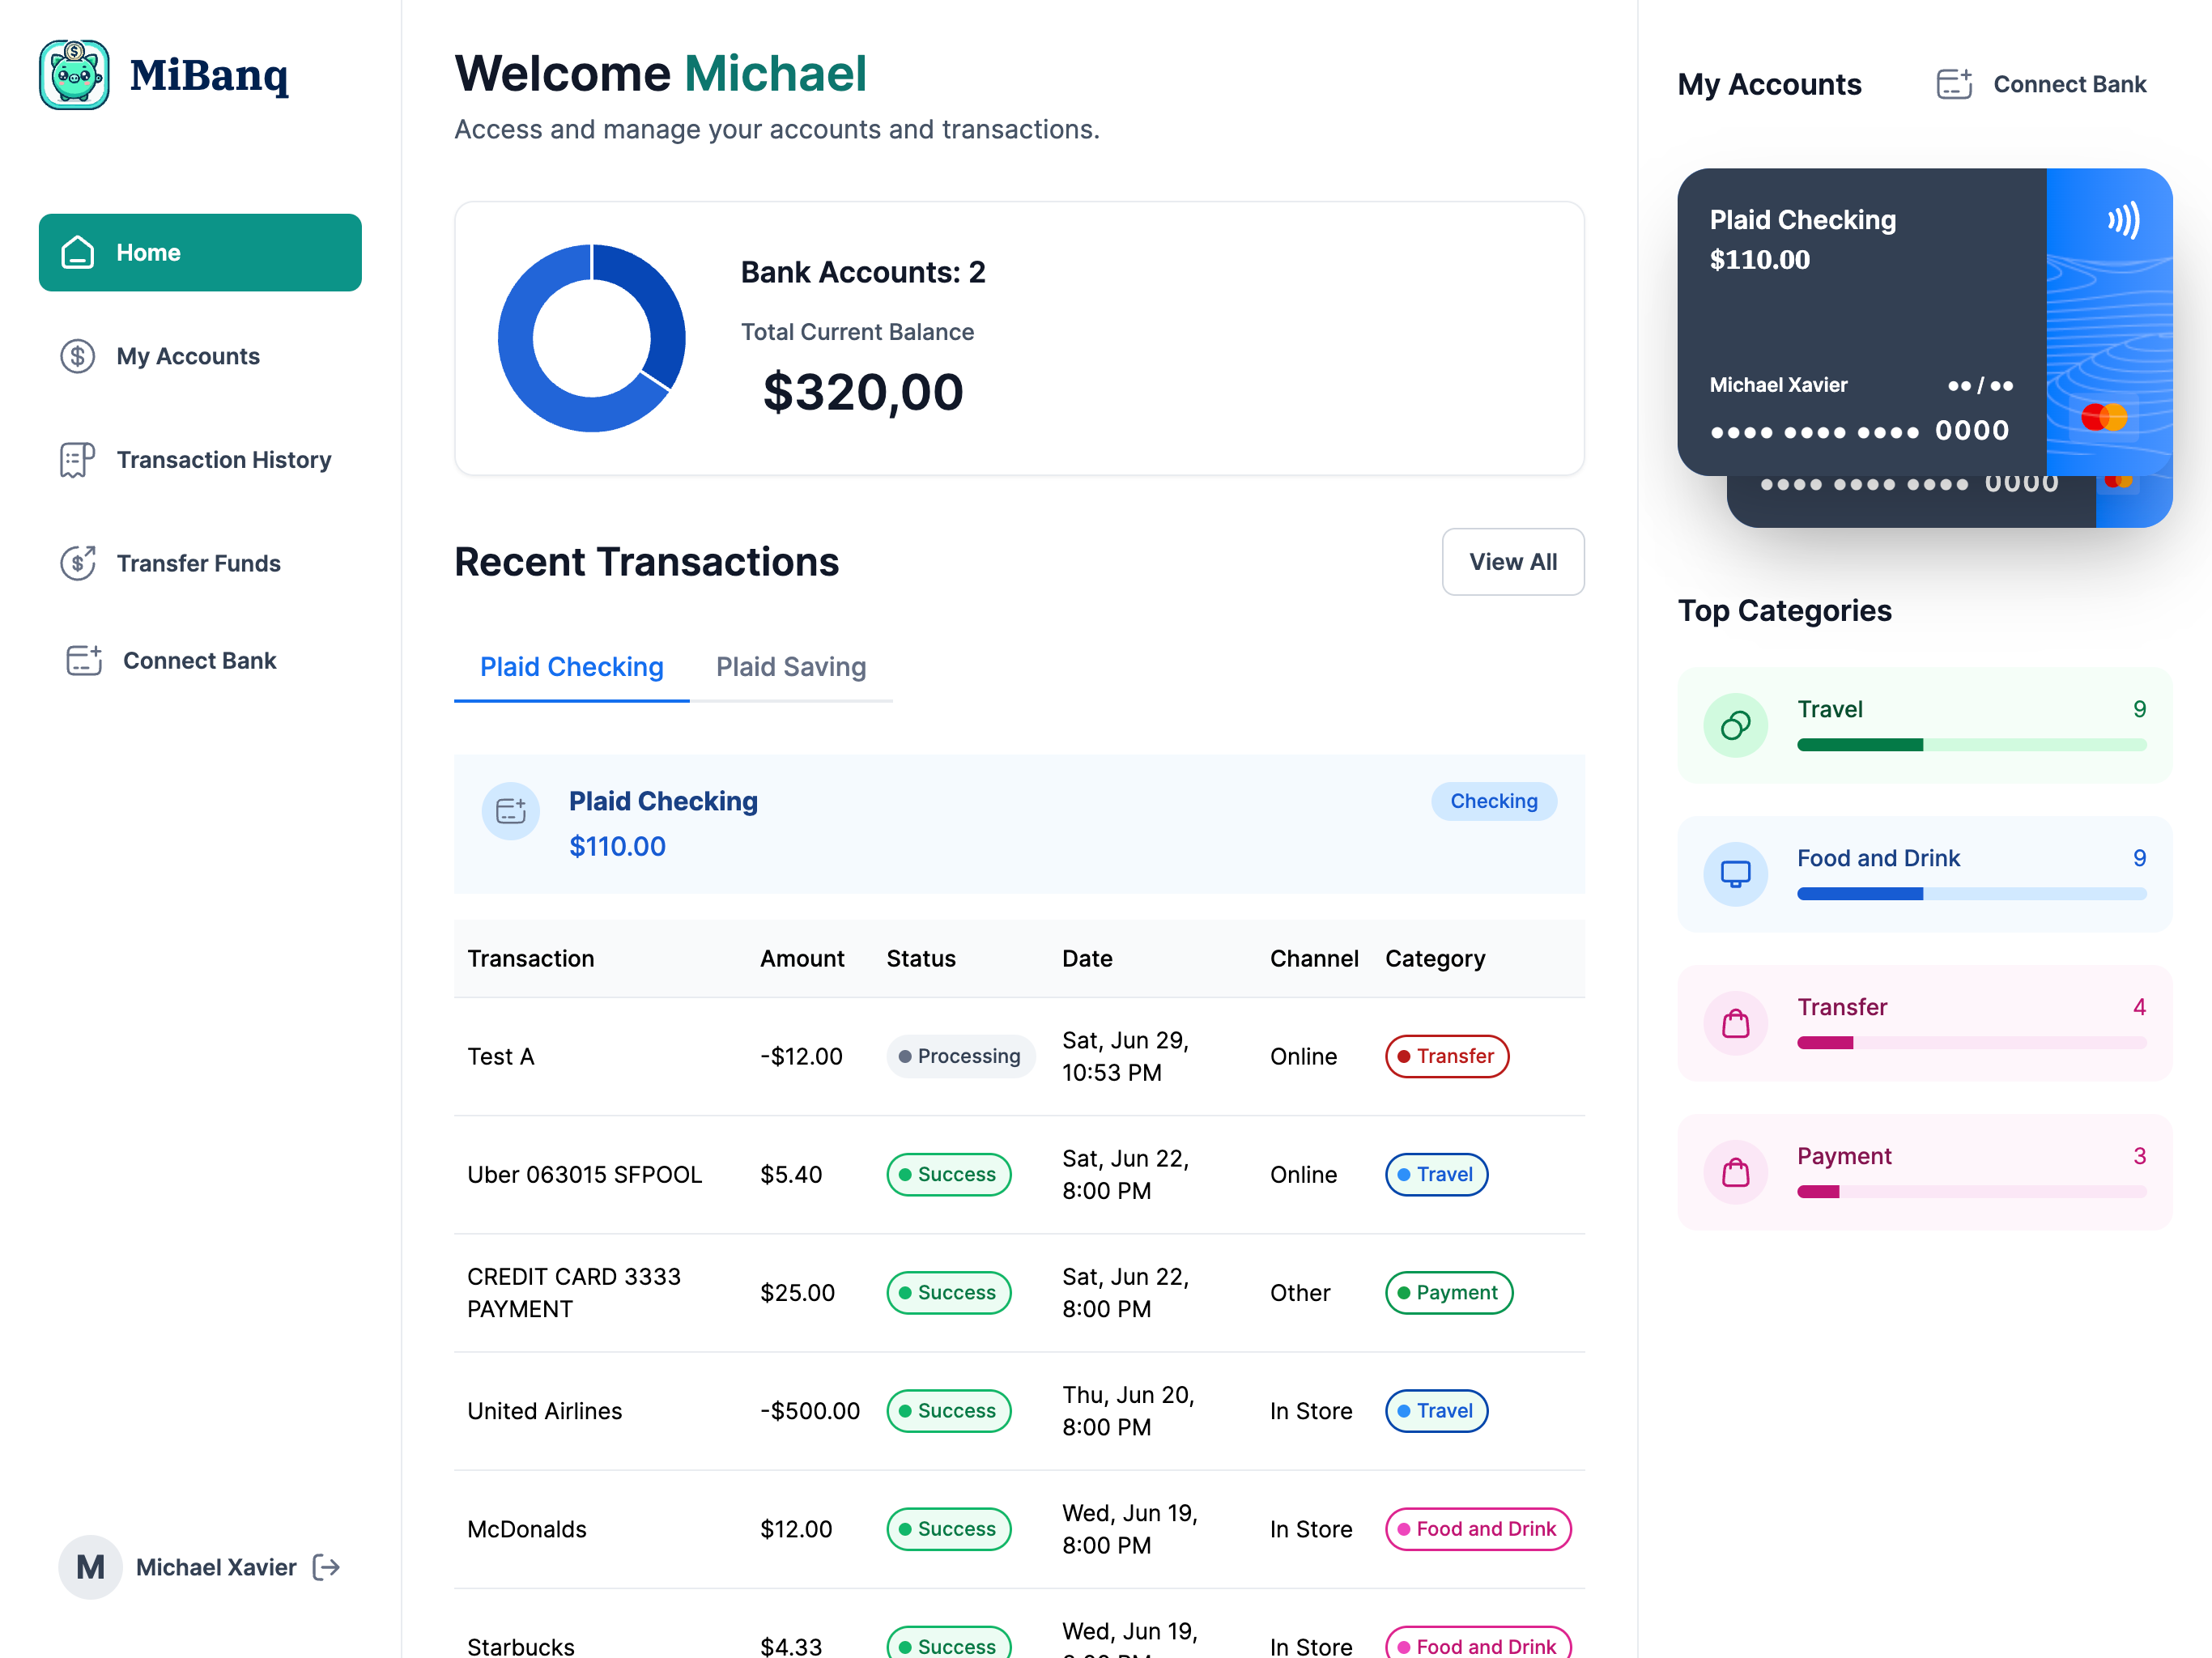 MiBanq
Home
My Accounts
Transaction History
Transfer Funds
Connect Bank
M
Michael Xavier
Welcome Michael
Access and manage your accounts and transactions.
Bank Accounts: 2
Total Current Balance
$320,00
Recent Transactions
View All
Plaid Checking Plaid Saving
Plaid Checking
Checking
$110.00
Transaction Amount Status Date Channel Category
Test A -$12.00 Processing Sat, Jun 29, 10:53 PM Online Transfer
Uber 063015 SFPOOL $5.40 Success Sat, Jun 22, 8:00 PM Online Travel
CREDIT CARD 3333 PAYMENT $25.00 Success Sat, Jun 22, 8:00 PM Other Payment
United Airlines -$500.00 Success Thu, Jun 20, 8:00 PM In Store Travel
McDonalds $12.00 Success Wed, Jun 19, 8:00 PM In Store Food and Drink
Starbucks $4.33 Success Wed, Jun 19, In Store Food and Drink
My Accounts
Connect Bank
Plaid Checking
$110.00
Michael Xavier ●● / ●●
●●●● ●●●● ●●●● 0000
●●●● ●●●● ●●●● 0000
Top Categories
Travel 9
Food and Drink 9
Transfer 4
Payment 3